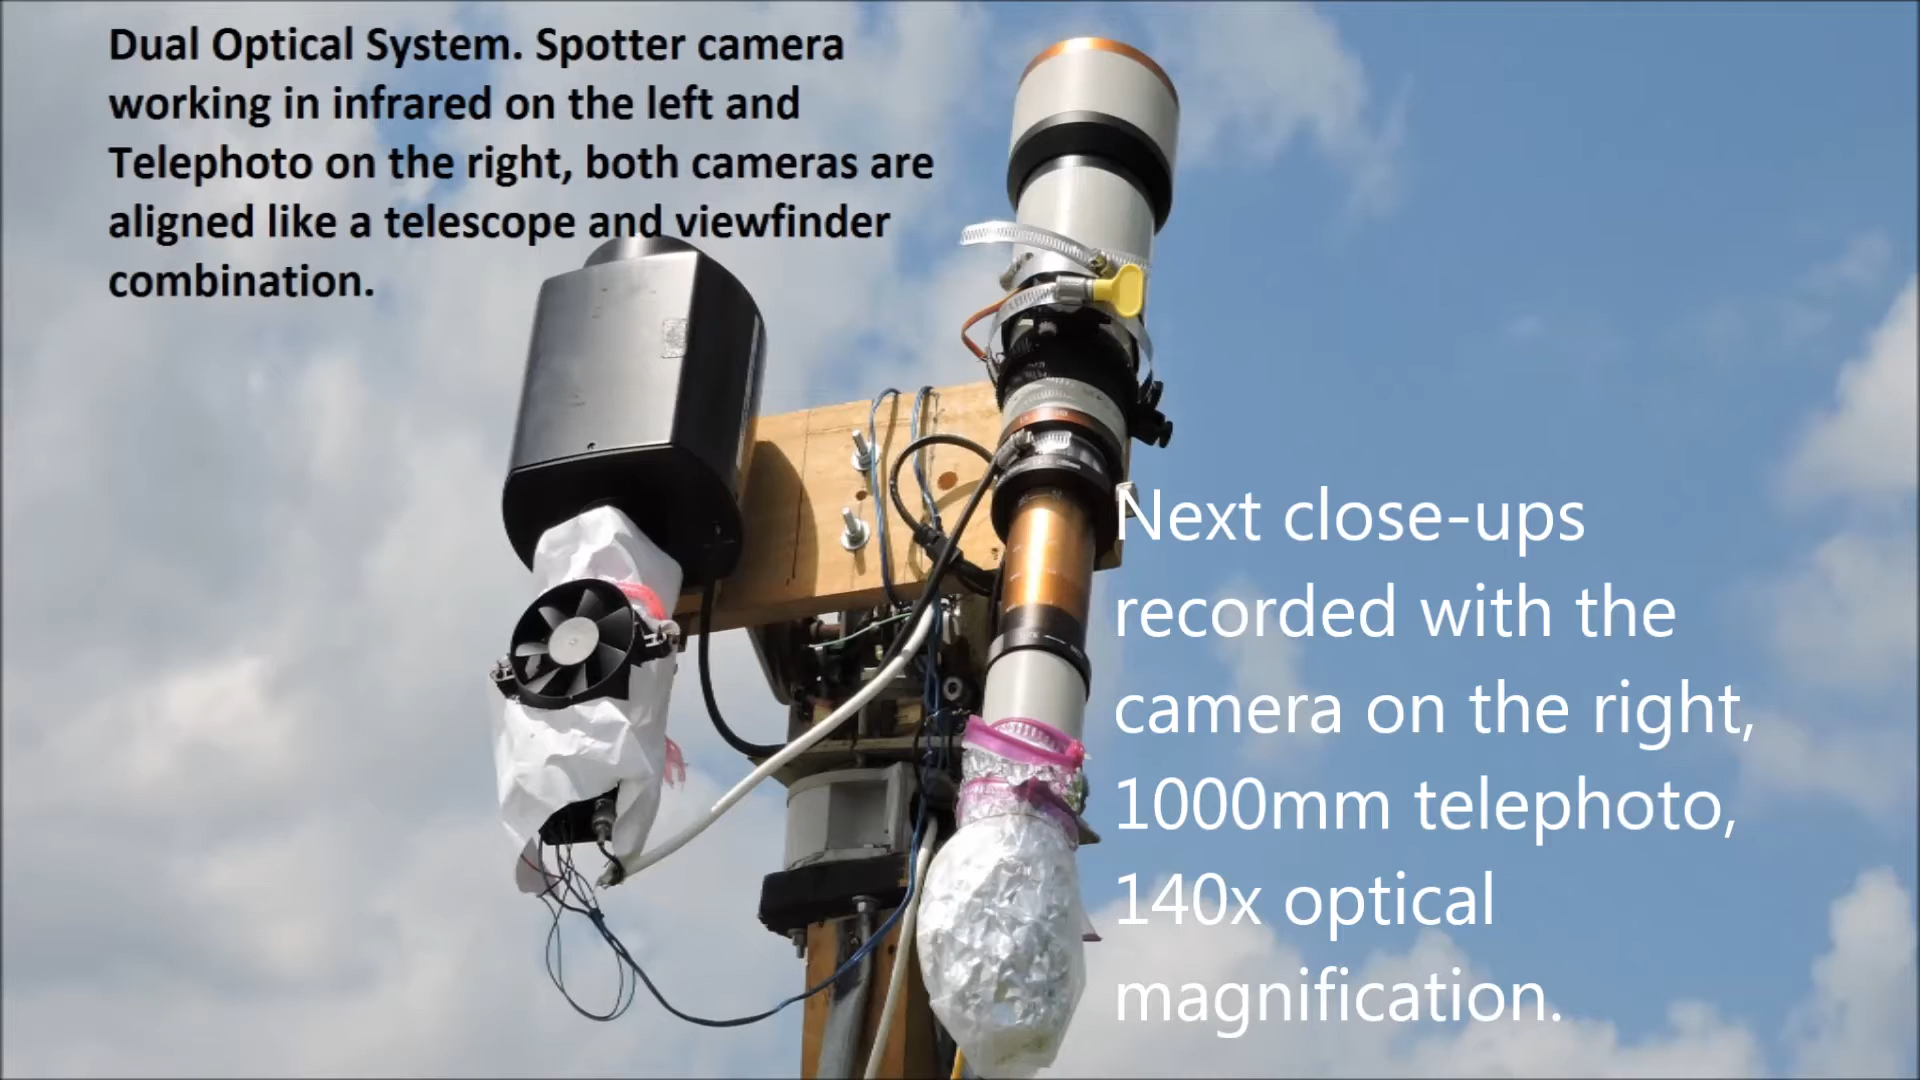 Dual Optical System. Spotter camera
working in infrared on the left and
Telephoto on the right, both cameras are
aligned like a telescope and viewfinder
combination.
Next close-ups
recorded with the
camera on the right,
1000mm telephoto,
140x optical
magnification.